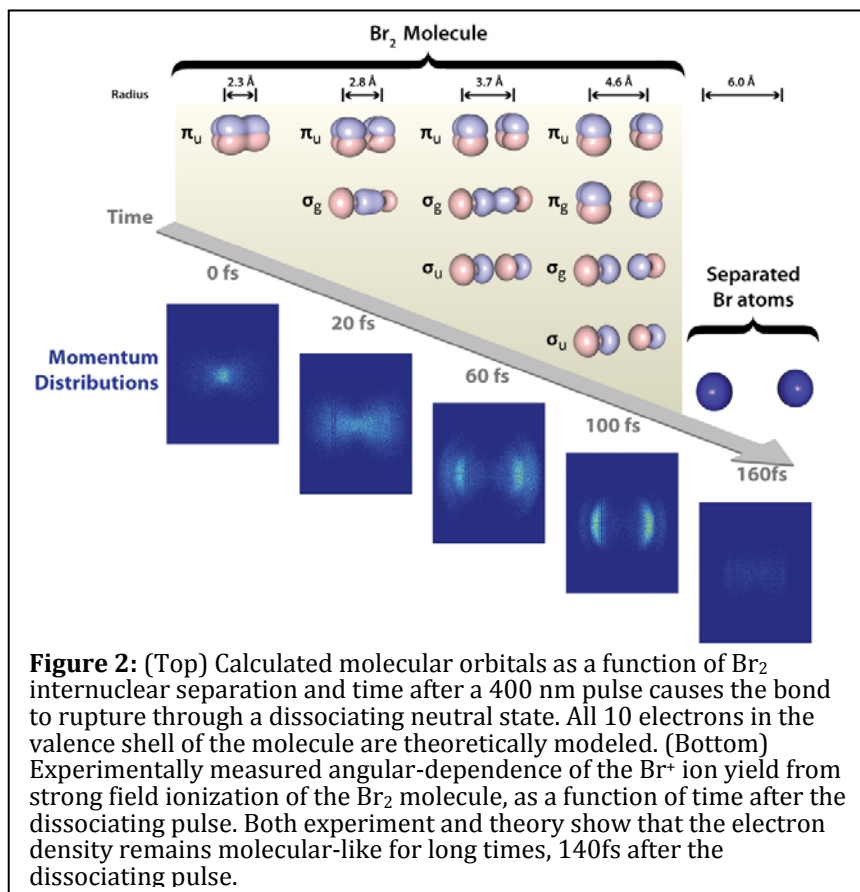 Br₂ Molecule
Radius 2.3 Å 2.8 Å 3.7 Å 4.6 Å 6.0 Å
πu πu πu πu
σg σg πg
Time
σu σg
Separated
Br atoms
0 fs
σu
20 fs
Momentum
Distributions
60 fs
100 fs
160fs
Figure 2: (Top) Calculated molecular orbitals as a function of Br₂
internuclear separation and time after a 400 nm pulse causes the bond
to rupture through a dissociating neutral state. All 10 electrons in the
valence shell of the molecule are theoretically modeled. (Bottom)
Experimentally measured angular-dependence of the Br⁺ ion yield from
strong field ionization of the Br₂ molecule, as a function of time after the
dissociating pulse. Both experiment and theory show that the electron
density remains molecular-like for long times, 140fs after the
dissociating pulse.